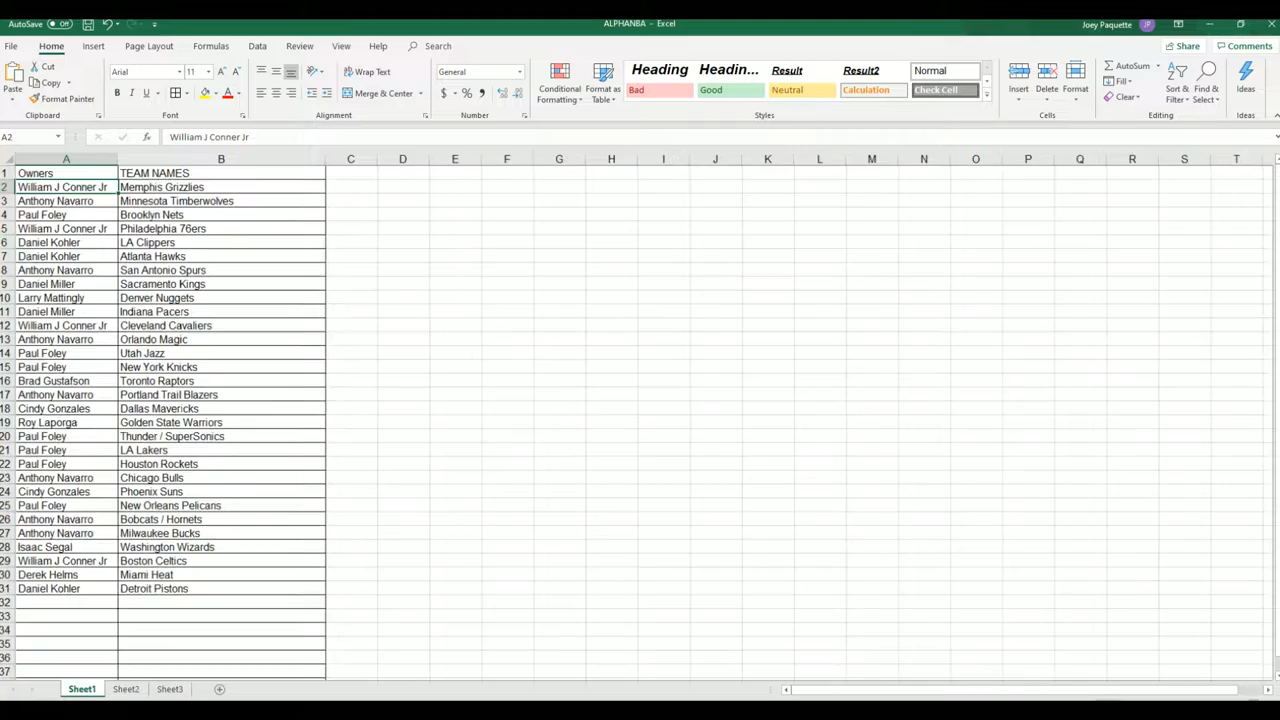 AutoSave Off ALPHANBA – Excel Joey Paquette JP
File Home Insert Page Layout Formulas Data Review View Help Search Share Comments
Paste Cut Copy Format Painter Clipboard
Arial 11 A A B I U A Font
Wrap Text Merge & Center Alignment
General $ % Number
Conditional Formatting Format as Table
Heading Headin... Result Result2 Normal
Bad Good Neutral Calculation Check Cell
Styles
Insert Delete Format Cells
AutoSum Fill Clear Sort & Filter Find & Select Editing
Ideas Ideas
A2 fx William J Conner Jr
A B C D E F G H I J K L M N O P Q R S T
1 Owners TEAM NAMES
2 William J Conner Jr Memphis Grizzlies
3 Anthony Navarro Minnesota Timberwolves
4 Paul Foley Brooklyn Nets
5 William J Conner Jr Philadelphia 76ers
6 Daniel Kohler LA Clippers
7 Daniel Kohler Atlanta Hawks
8 Anthony Navarro San Antonio Spurs
9 Daniel Miller Sacramento Kings
10 Larry Mattingly Denver Nuggets
11 Daniel Miller Indiana Pacers
12 William J Conner Jr Cleveland Cavaliers
13 Anthony Navarro Orlando Magic
14 Paul Foley Utah Jazz
15 Paul Foley New York Knicks
16 Brad Gustafson Toronto Raptors
17 Anthony Navarro Portland Trail Blazers
18 Cindy Gonzales Dallas Mavericks
19 Roy Laporga Golden State Warriors
20 Paul Foley Thunder / SuperSonics
21 Paul Foley LA Lakers
22 Paul Foley Houston Rockets
23 Anthony Navarro Chicago Bulls
24 Cindy Gonzales Phoenix Suns
25 Paul Foley New Orleans Pelicans
26 Anthony Navarro Bobcats / Hornets
27 Anthony Navarro Milwaukee Bucks
28 Isaac Segal Washington Wizards
29 William J Conner Jr Boston Celtics
30 Derek Helms Miami Heat
31 Daniel Kohler Detroit Pistons
32
33
34
35
36
37
Sheet1 Sheet2 Sheet3